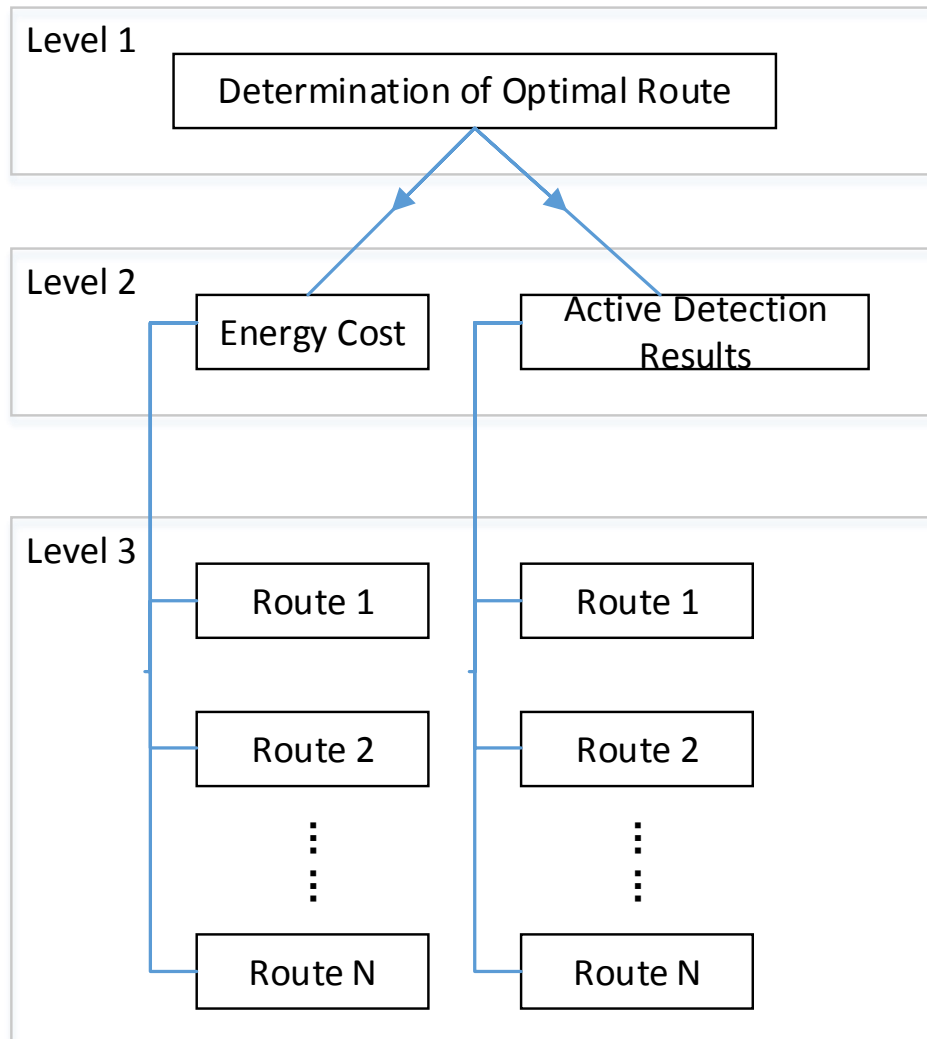 Level 1
Determination of Optimal Route
Level 2
Energy Cost
Active Detection
Results
Level 3
Route 1
Route 1
Route 2
Route 2
Route N
Route N